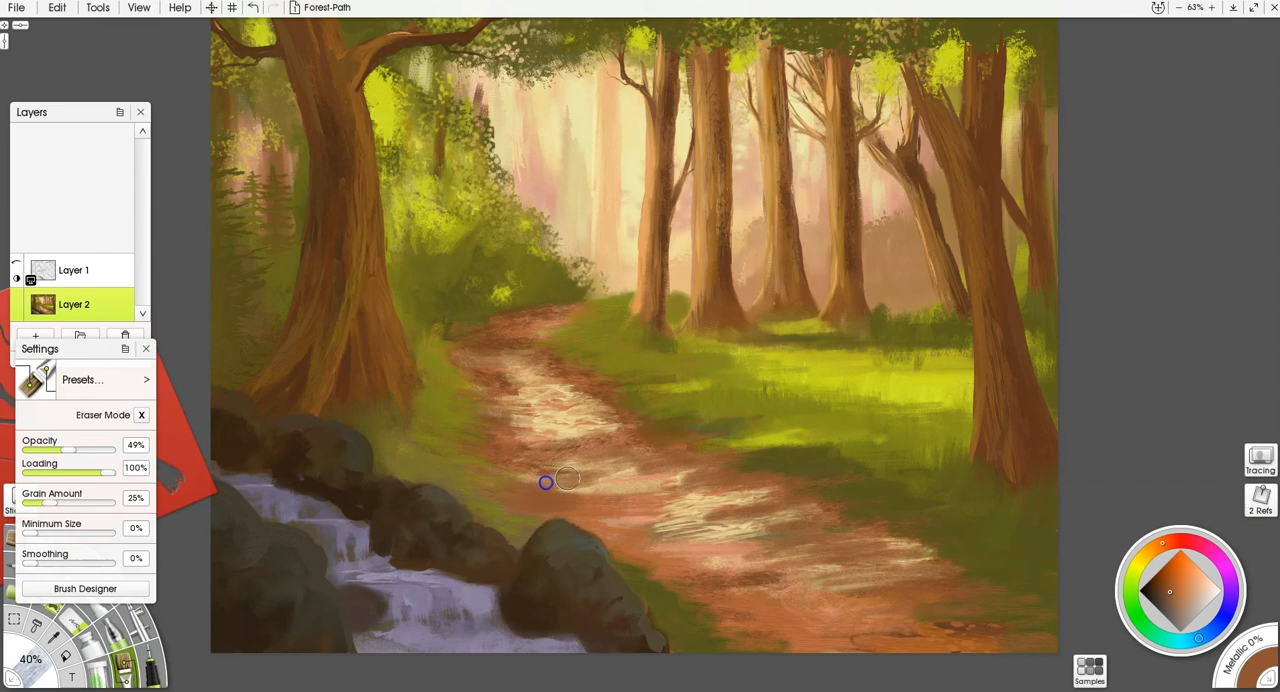 File Edit Tools View Help Forest-Path 63%
Layers
Layer 1
Layer 2
Settings
Presets... >
Eraser Mode X
Opacity 49%
Loading 100%
Grain Amount 25%
Minimum Size 0%
Smoothing 0%
Brush Designer
40%
T
Tracing
2 Refs
Samples
Metallic 0%